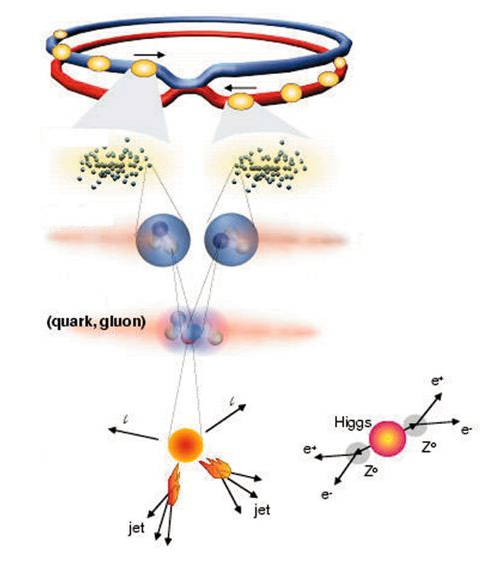 (quark, gluon)
l
l
jet
jet
Higgs
e⁺
e⁻
Z⁰
e⁺
Z⁰
e⁻